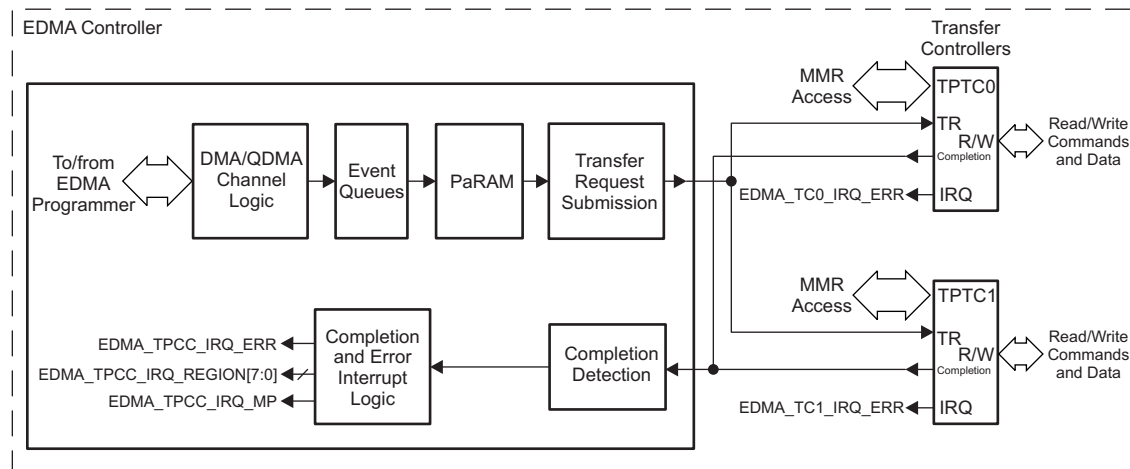 EDMA Controller
Transfer
Controllers
MMR
Access
TPTC0
TR
R/W
Completion
IRQ
Read/Write
Commands
and Data
EDMA_TC0_IRQ_ERR
To/from
EDMA
Programmer
DMA/QDMA
Channel
Logic
Event
Queues
PaRAM
Transfer
Request
Submission
MMR
Access
TPTC1
TR
R/W
Completion
IRQ
Read/Write
Commands
and Data
EDMA_TC1_IRQ_ERR
EDMA_TPCC_IRQ_ERR
EDMA_TPCC_IRQ_REGION[7:0]
EDMA_TPCC_IRQ_MP
Completion
and Error
Interrupt
Logic
Completion
Detection